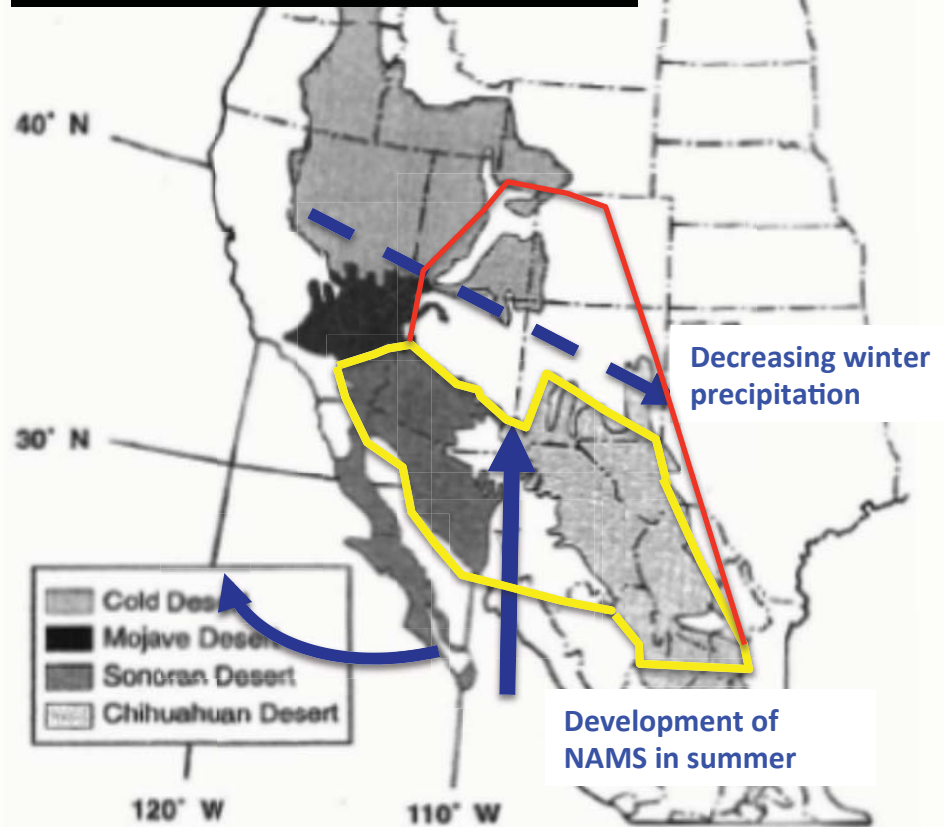 40° N
Decreasing winter
precipitation
30° N
Cold Des
Mojave Desert
Sonoran Desert
Chihuahuan Desert
Development of
NAMS in summer
120° W
110° W